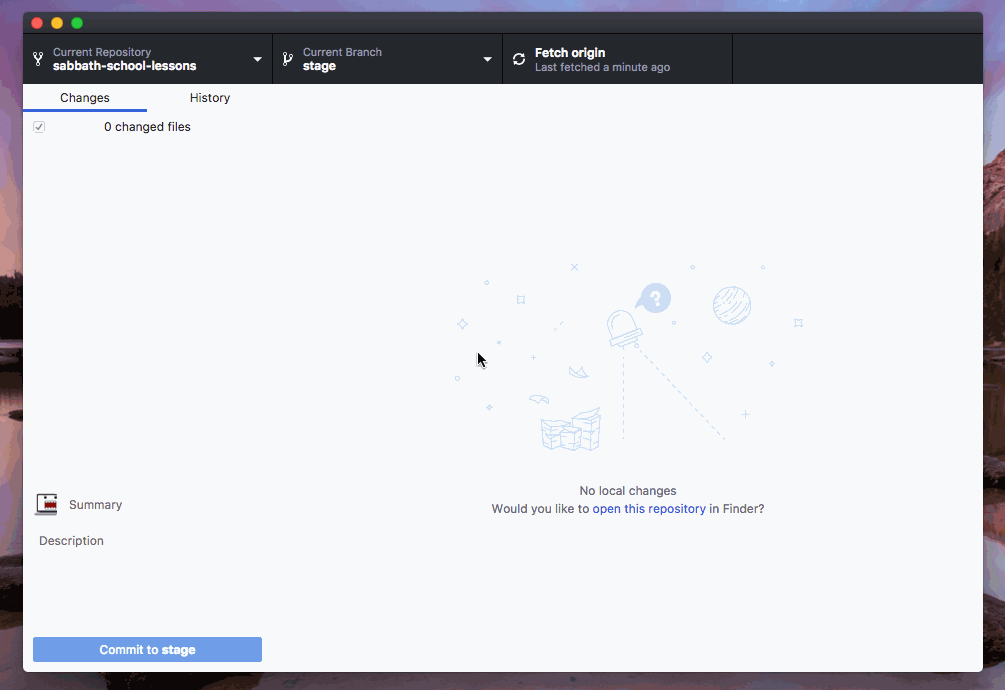 Current Repository
sabbath-school-lessons
Current Branch
stage
Fetch origin
Last fetched a minute ago
Changes
History
0 changed files
?
No local changes
Would you like to open this repository in Finder?
Summary
Description
Commit to stage